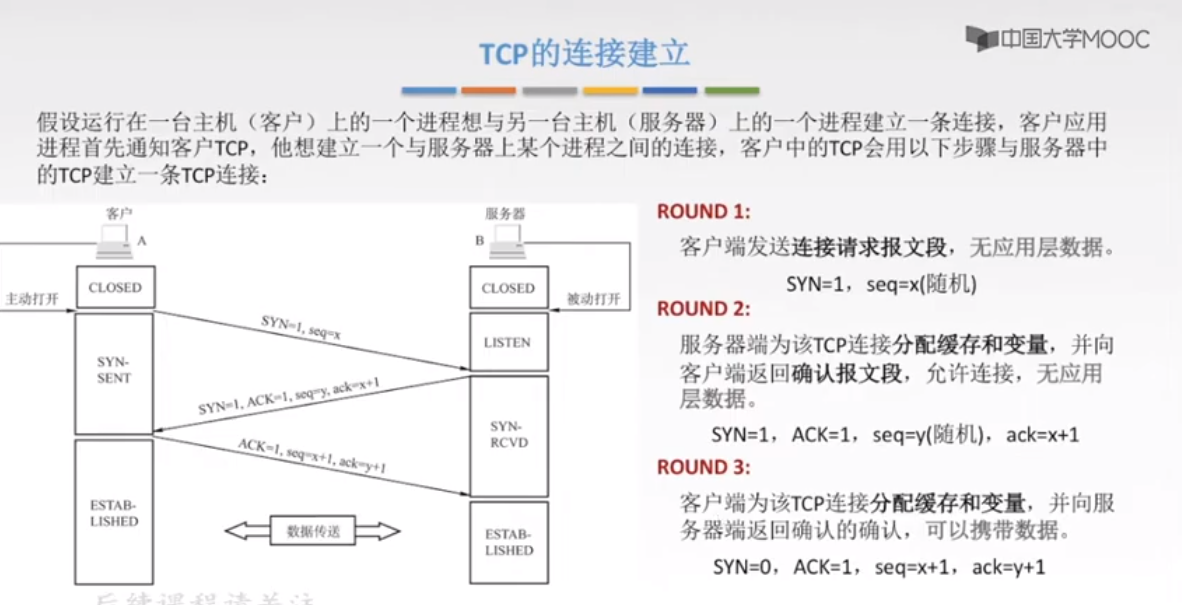 中国大学MOOC
TCP的连接建立
假设运行在一台主机（客户）上的一个进程想与另一台主机（服务器）上的一个进程建立一条连接，客户应用
进程首先通知客户TCP，他想建立一个与服务器上某个进程之间的连接，客户中的TCP会用以下步骤与服务器中
的TCP建立一条TCP连接：
客户
A
服务器
B
主动打开
CLOSED
CLOSED
被动打开
SYN=1, seq=x
LISTEN
SYN-
SENT
SYN=1, ACK=1, seq=y, ack=x+1
SYN-
RCVD
ACK=1, seq=x+1, ack=y+1
ESTAB-
LISHED
数据传送
ESTAB-
LISHED
ROUND 1:
客户端发送连接请求报文段，无应用层数据。
SYN=1，seq=x(随机)
ROUND 2:
服务器端为该TCP连接分配缓存和变量，并向
客户端返回确认报文段，允许连接，无应用
层数据。
SYN=1，ACK=1，seq=y(随机)，ack=x+1
ROUND 3:
客户端为该TCP连接分配缓存和变量，并向服
务器端返回确认的确认，可以携带数据。
SYN=0，ACK=1，seq=x+1，ack=y+1
后续课程请关注